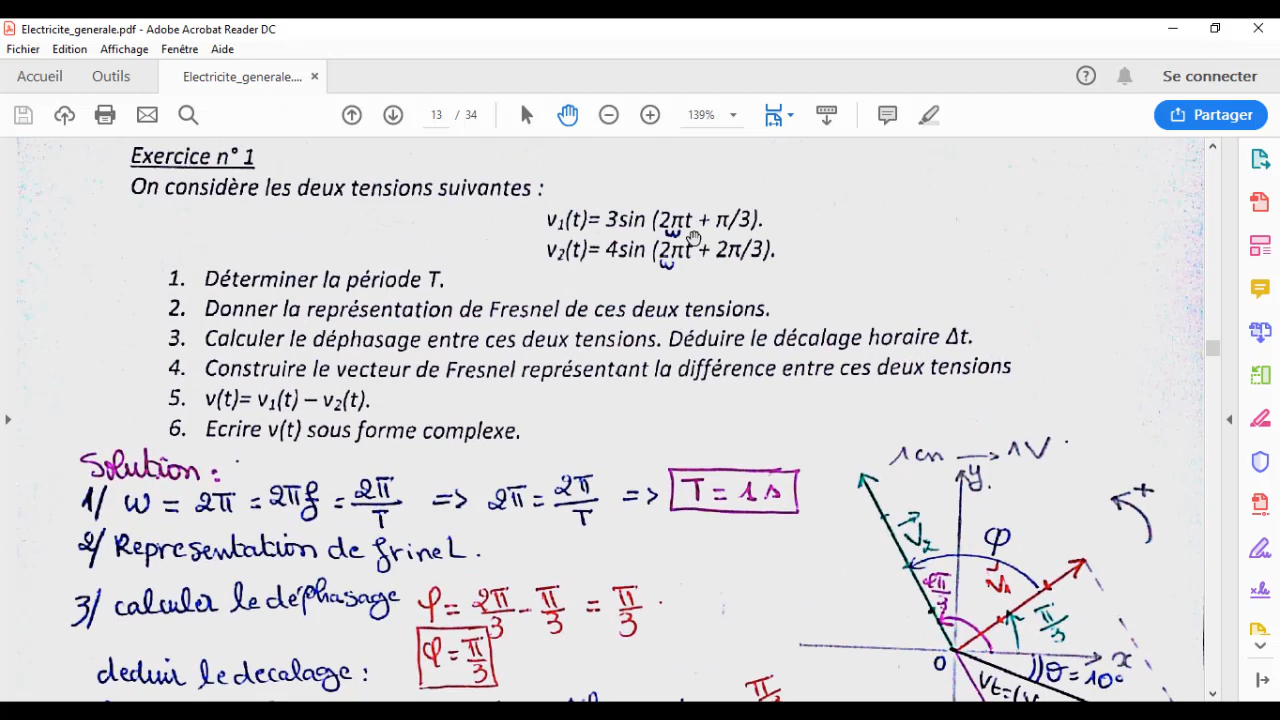 Electricite_generale.pdf - Adobe Acrobat Reader DC
Fichier Edition Affichage Fenêtre Aide
Accueil Outils Electricite_generale.... × Se connecter
13 / 34 139% Partager
Exercice n° 1
On considère les deux tensions suivantes :
v₁(t)= 3sin (2πt + π/3).
ω
v₂(t)= 4sin (2πt + 2π/3).
ω
1. Déterminer la période T.
2. Donner la représentation de Fresnel de ces deux tensions.
3. Calculer le déphasage entre ces deux tensions. Déduire le décalage horaire Δt.
4. Construire le vecteur de Fresnel représentant la différence entre ces deux tensions
5. v(t)= v₁(t) – v₂(t).
6. Ecrire v(t) sous forme complexe.
Solution :
1cm → 1V
1/ ω = 2π = 2πf = 2π/T => 2π = 2π/T => T = 1s
y
+
2/ Representation de frineL.
V₂
φ
V₁
2π/3
π/3
3/ calculer le déphasage φ = 2π/3 - π/3 = π/3
φ = π/3
O
x
θ = 10°
deduir le decalage :
π/3